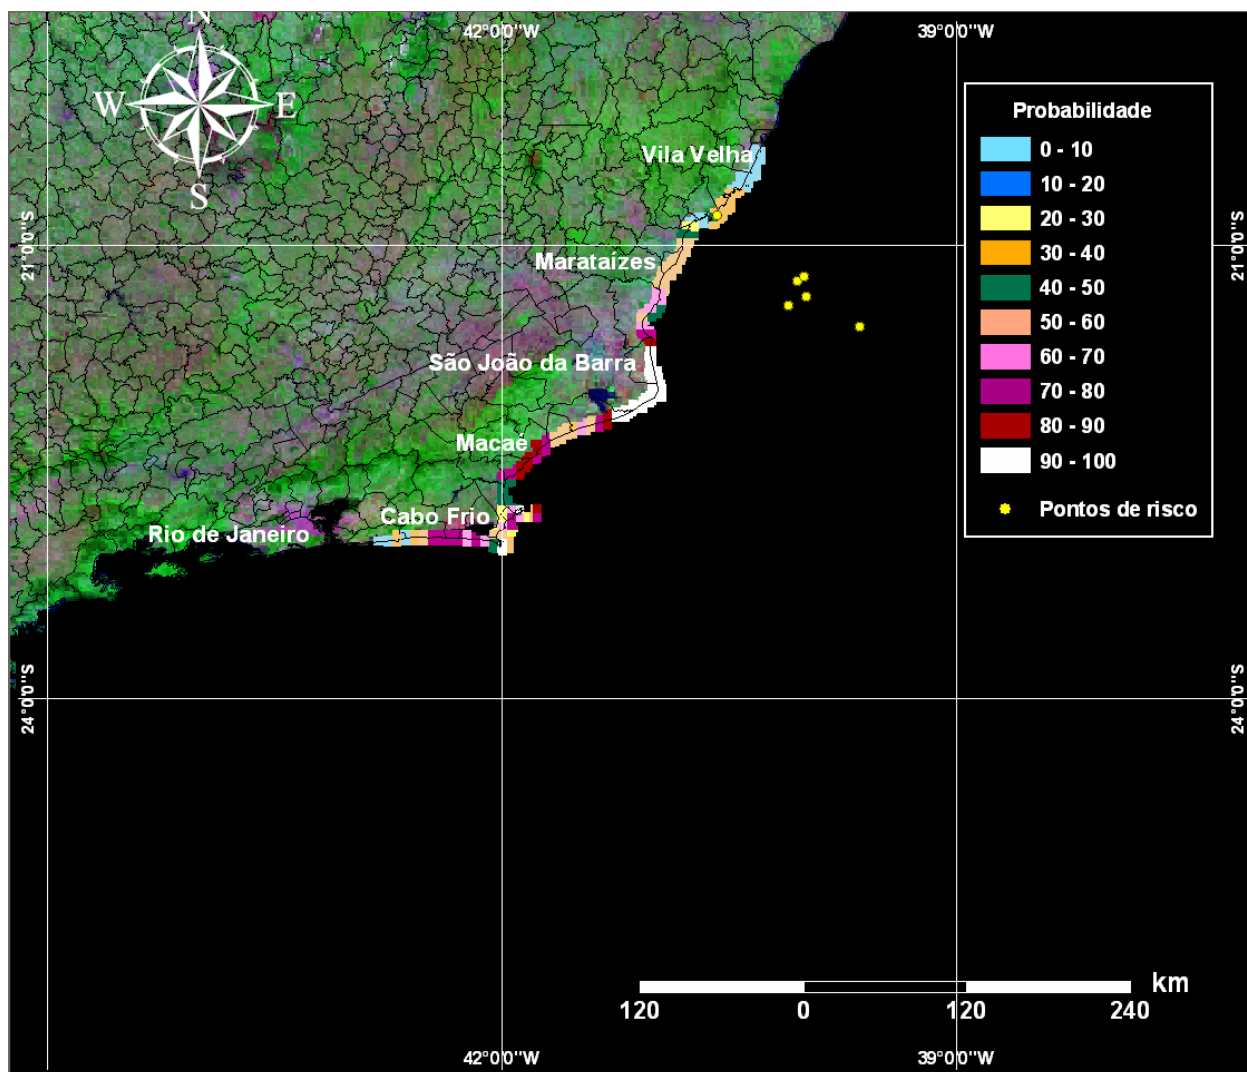 N
W
E
S
42°0'0"W
39°0'0"W
Probabilidade
0 - 10
10 - 20
20 - 30
30 - 40
40 - 50
50 - 60
60 - 70
70 - 80
80 - 90
90 - 100
Pontos de risco
Vila Velha
21°0'0"S
21°0'0"S
Marataízes
São João da Barra
Macaé
Cabo Frio
Rio de Janeiro
24°0'0"S
24°0'0"S
km
120 0 120 240
42°0'0"W
39°0'0"W